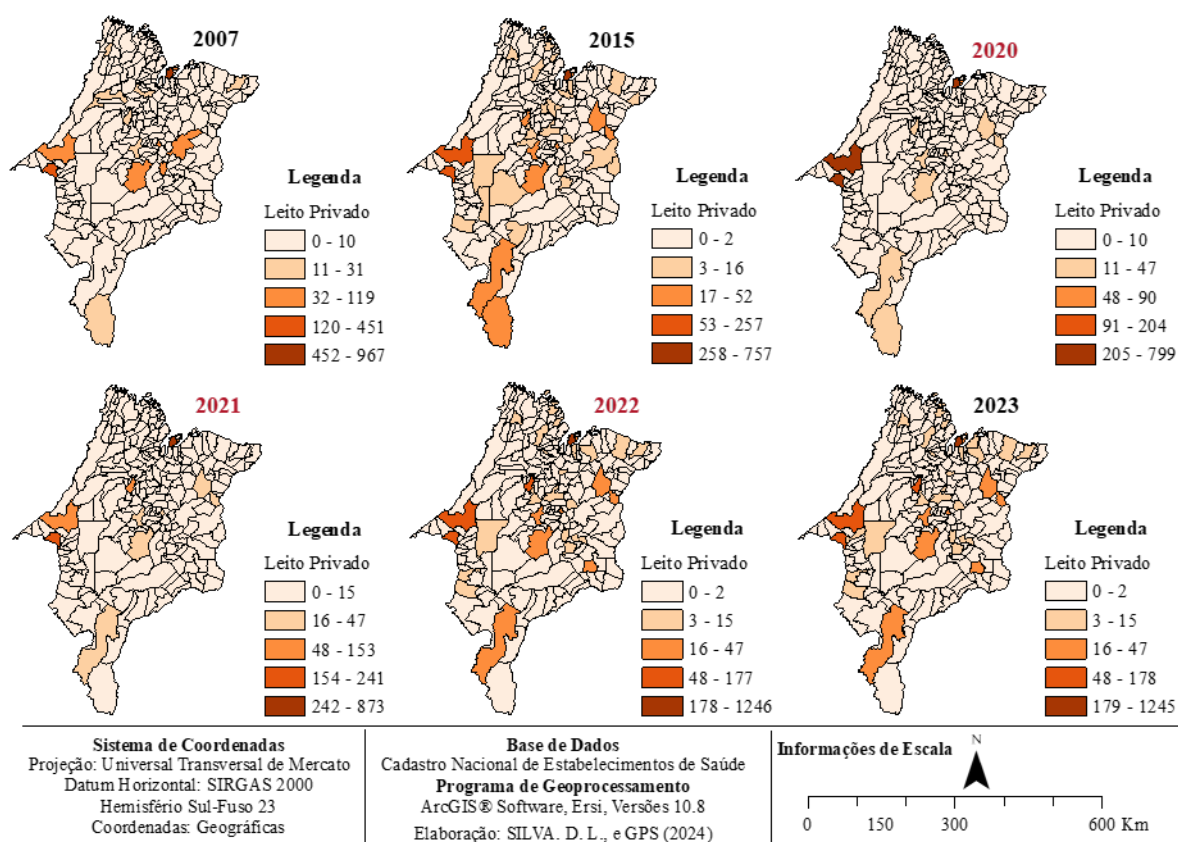 2007
Legenda
Leito Privado
0 - 10
11 - 31
32 - 119
120 - 451
452 - 967
2015
Legenda
Leito Privado
0 - 2
3 - 16
17 - 52
53 - 257
258 - 757
2020
Legenda
Leito Privado
0 - 10
11 - 47
48 - 90
91 - 204
205 - 799
2021
Legenda
Leito Privado
0 - 15
16 - 47
48 - 153
154 - 241
242 - 873
2022
Legenda
Leito Privado
0 - 2
3 - 15
16 - 47
48 - 177
178 - 1246
2023
Legenda
Leito Privado
0 - 2
3 - 15
16 - 47
48 - 178
179 - 1245
Sistema de Coordenadas
Projeção: Universal Transversal de Mercato
Datum Horizontal: SIRGAS 2000
Hemisfério Sul-Fuso 23
Coordenadas: Geográficas
Base de Dados
Cadastro Nacional de Estabelecimentos de Saúde
Programa de Geoprocessamento
ArcGIS® Software, Ersi, Versões 10.8
Elaboração: SILVA. D. L., e GPS (2024)
Informações de Escala
N
0 150 300 600 Km